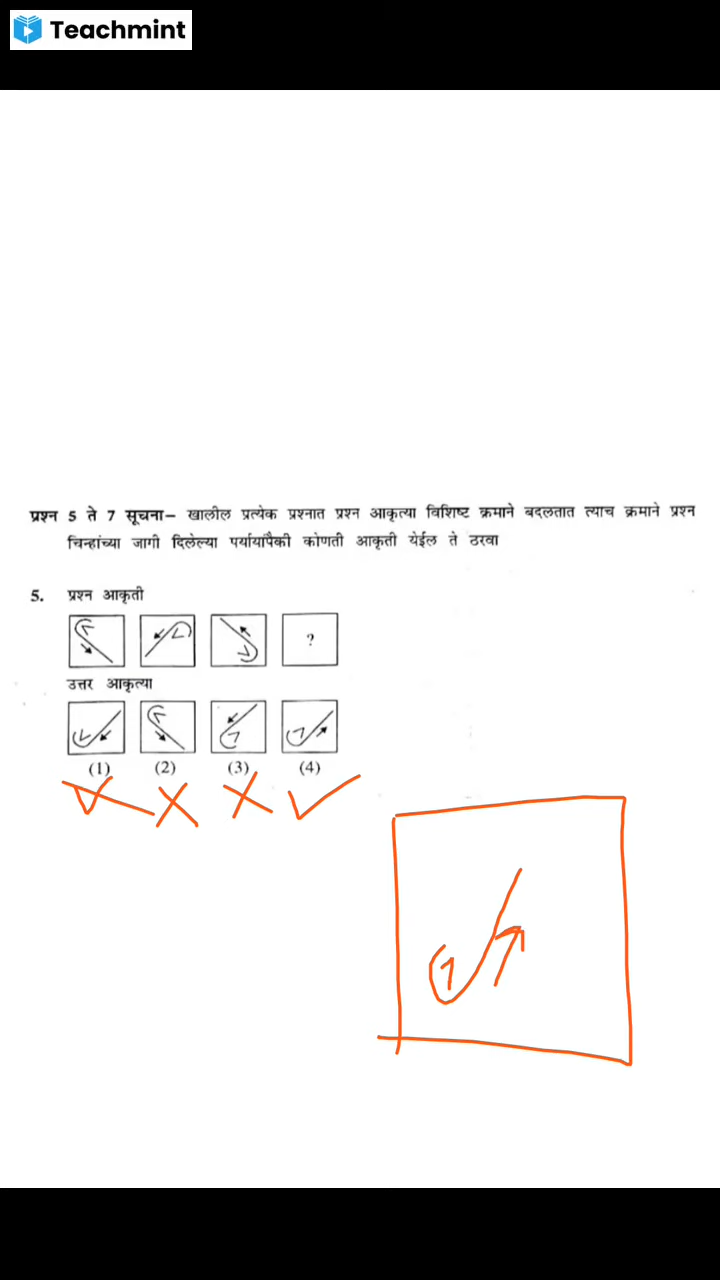 Teachmint
प्रश्न 5 ते 7 सूचना– खालील प्रत्येक प्रश्नात प्रश्न आकृत्या विशिष्ट क्रमाने बदलतात त्याच क्रमाने प्रश्न
चिन्हांच्या जागी दिलेल्या पर्यायांपैकी कोणती आकृती येईल ते ठरवा
5. प्रश्न आकृती
?
उत्तर आकृत्या
(1) (2) (3) (4)